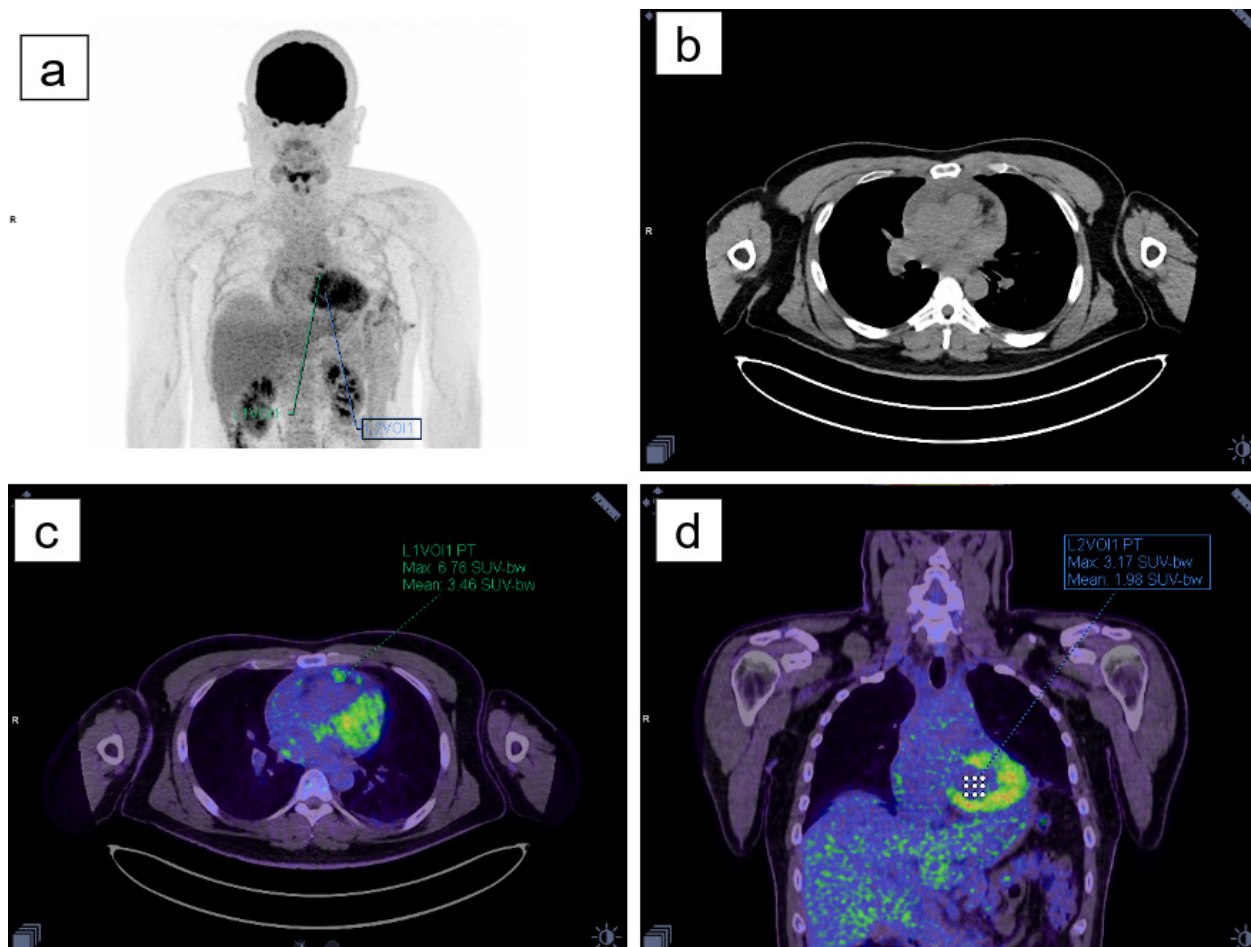 a
R
L1VOI1
L2VOI1
b
R
c
L1VOI1 PT
Max: 6.76 SUV-bw
Mean: 3.46 SUV-bw
R
d
L2VOI1 PT
Max: 3.17 SUV-bw
Mean: 1.98 SUV-bw
R